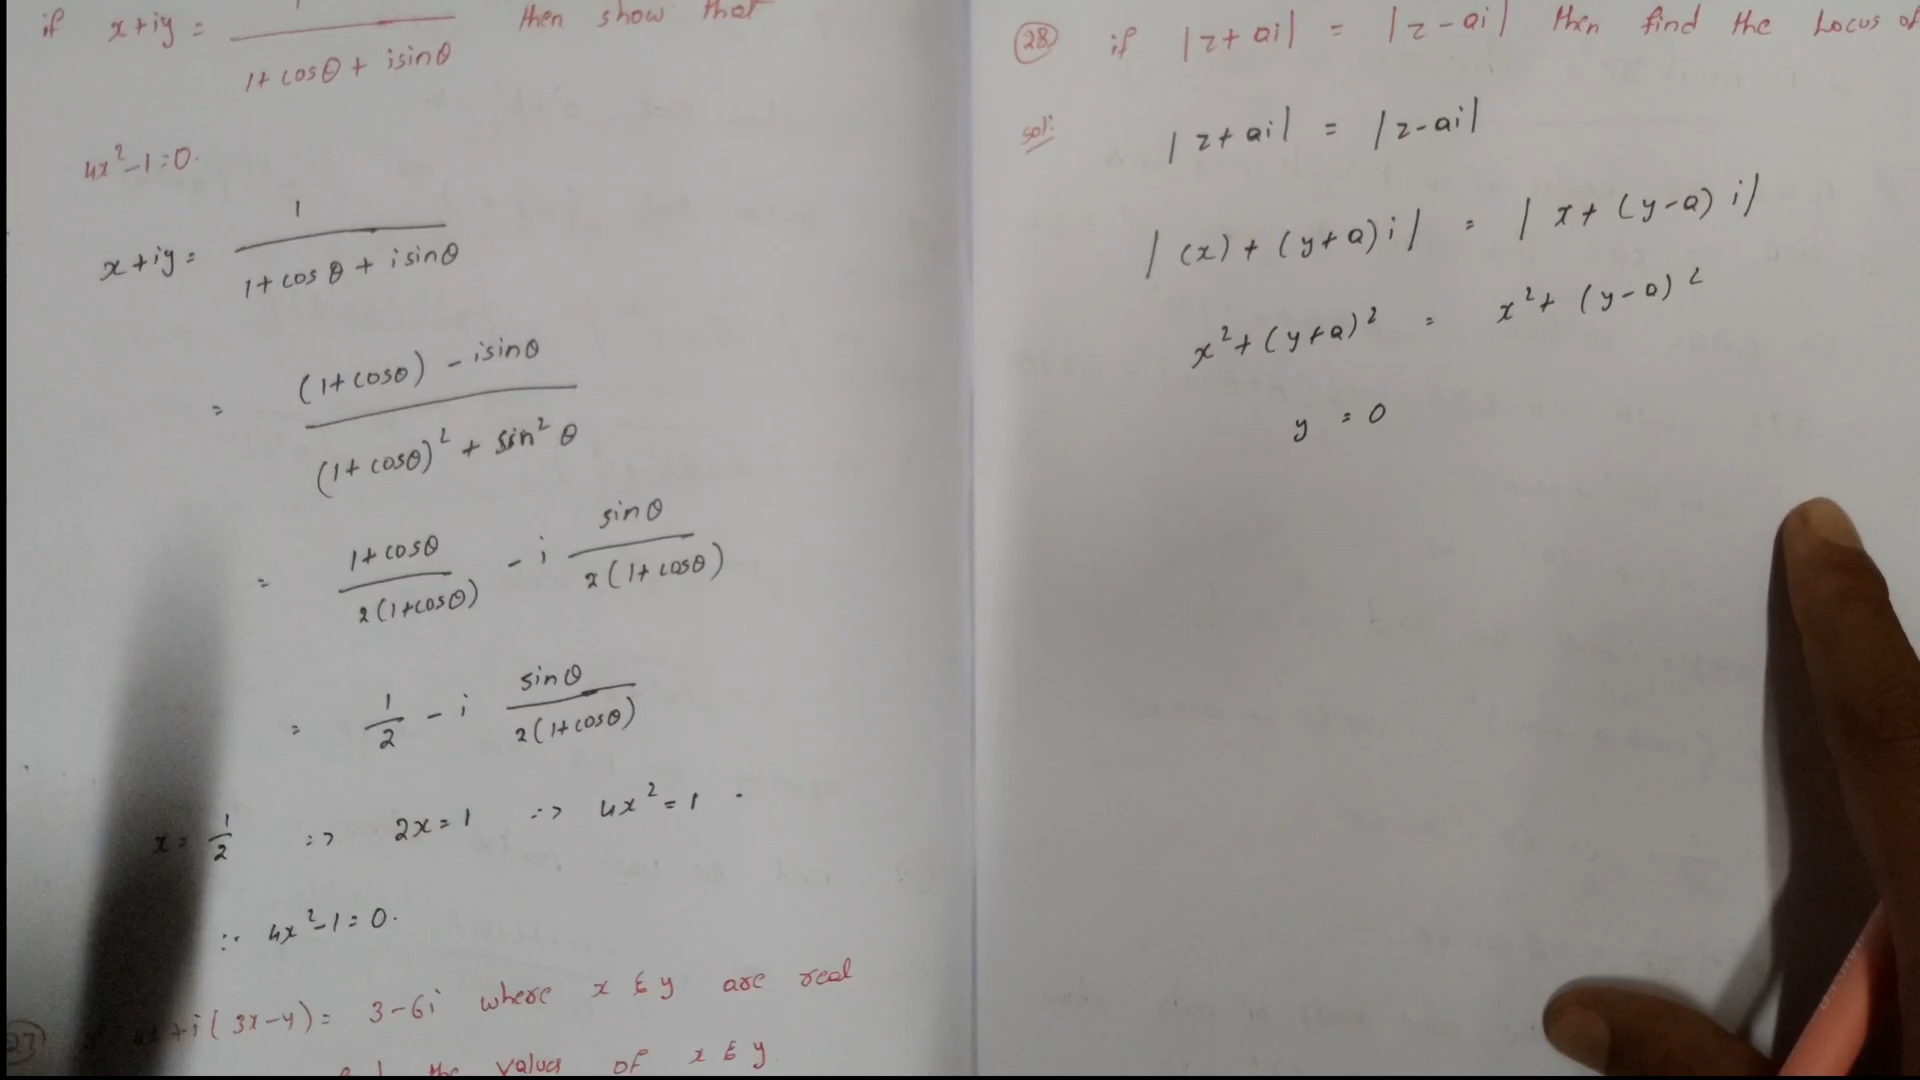 if x+iy = 1/(1+cosθ + isinθ) then show that
4x²-1=0.
x+iy = 1/(1+cosθ + isinθ)
= ((1+cosθ) - isinθ)/((1+cosθ)² + sin²θ)
= (1+cosθ)/(2(1+cosθ)) - i sinθ/(2(1+cosθ))
= 1/2 - i sinθ/(2(1+cosθ))
x = 1/2 => 2x=1 => 4x²=1.
∴ 4x²-1=0.
+i(3x-y) = 3-6i where x & y are real
the values of x & y
(28) if |z+ai| = |z-ai| then find the Locus of
sol:
|z+ai| = |z-ai|
|(x)+(y+a)i| = |x+(y-a)i|
x²+(y+a)² = x²+(y-a)²
y = 0